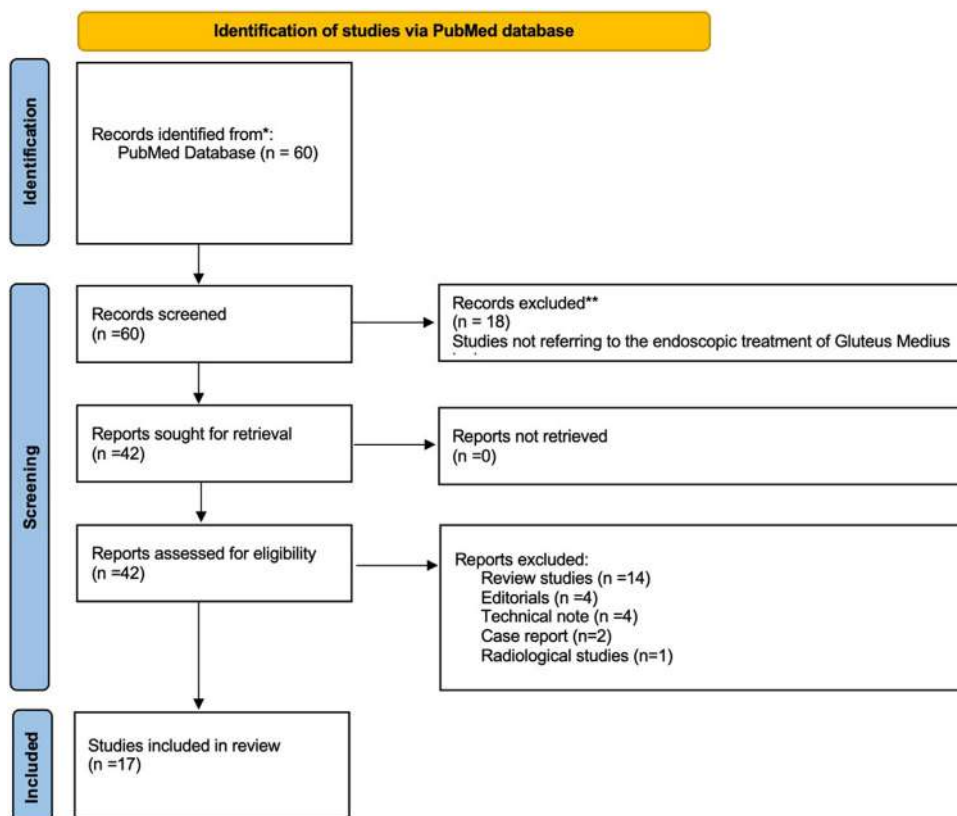 Identification of studies via PubMed database
Identification
Records identified from*:
PubMed Database (n = 60)
Screening
Records screened
(n =60)
Records excluded**
(n = 18)
Studies not referring to the endoscopic treatment of Gluteus Medius
Reports sought for retrieval
(n =42)
Reports not retrieved
(n =0)
Reports assessed for eligibility
(n =42)
Reports excluded:
Review studies (n =14)
Editorials (n =4)
Technical note (n =4)
Case report (n=2)
Radiological studies (n=1)
Included
Studies included in review
(n =17)